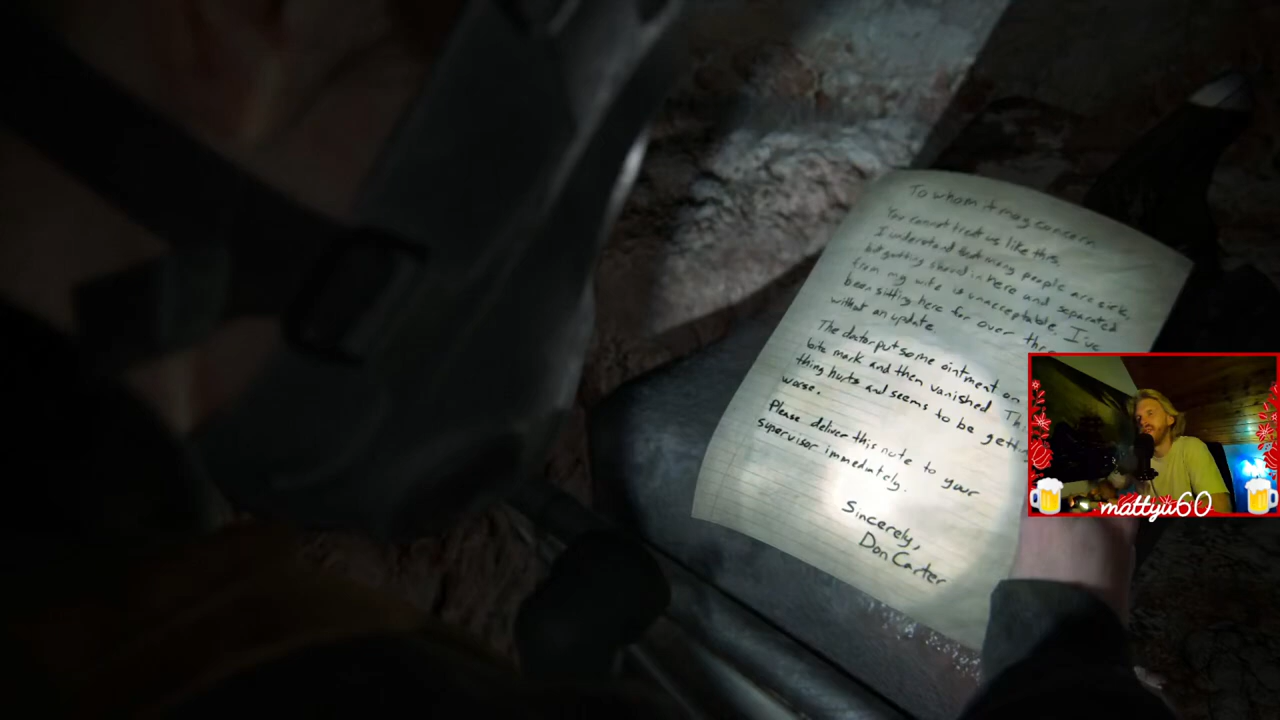 To whom it may concern
You cannot treat us like this.
I understand that many people are sick,
but getting shoved in here and separated
from my wife is unacceptable. I've
been sitting here for over
without an update.
The doctor put some ointment on
bite mark and then vanished.
thing hurts and seems to be
worse.
Please deliver this note to your
supervisor immediately.
Sincerely,
Don Carter
mattyu60